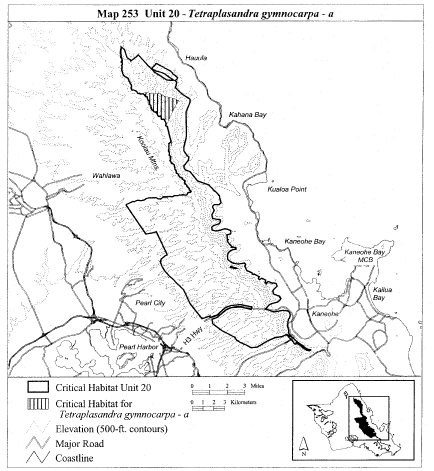 Map 253 Unit 20 - Tetraplasandra gymnocarpa - a
Hauula
Kahana Bay
Koolau Mtns
Wahiawa
Kualoa Point
Kaneohe Bay
Kaneohe Bay
MCB
Kailua
Bay
Pearl City
Kaneohe
H3 HWY
Pearl Harbor
Critical Habitat Unit 20
Critical Habitat for
Tetraplasandra gymnocarpa - a
Elevation (500-ft. contours)
Major Road
Coastline
0 1 2 3 Miles
0 1 2 3 Kilometers
N